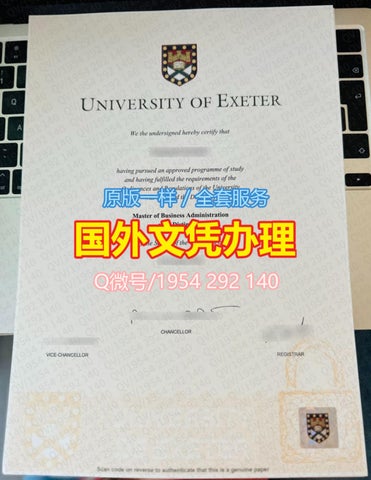 UNIVERSITY OF EXETER
We the undersigned hereby certify that
having pursued an approved programme of study
and having fulfilled the requirements of the
and Regulations of the University
原版一样/全套服务
Master of Business Administration
国外文凭办理
Q微号/1954 292 140
CHANCELLOR
VICE-CHANCELLOR
REGISTRAR
Scan code on reverse to authenticate that this is a genuine paper